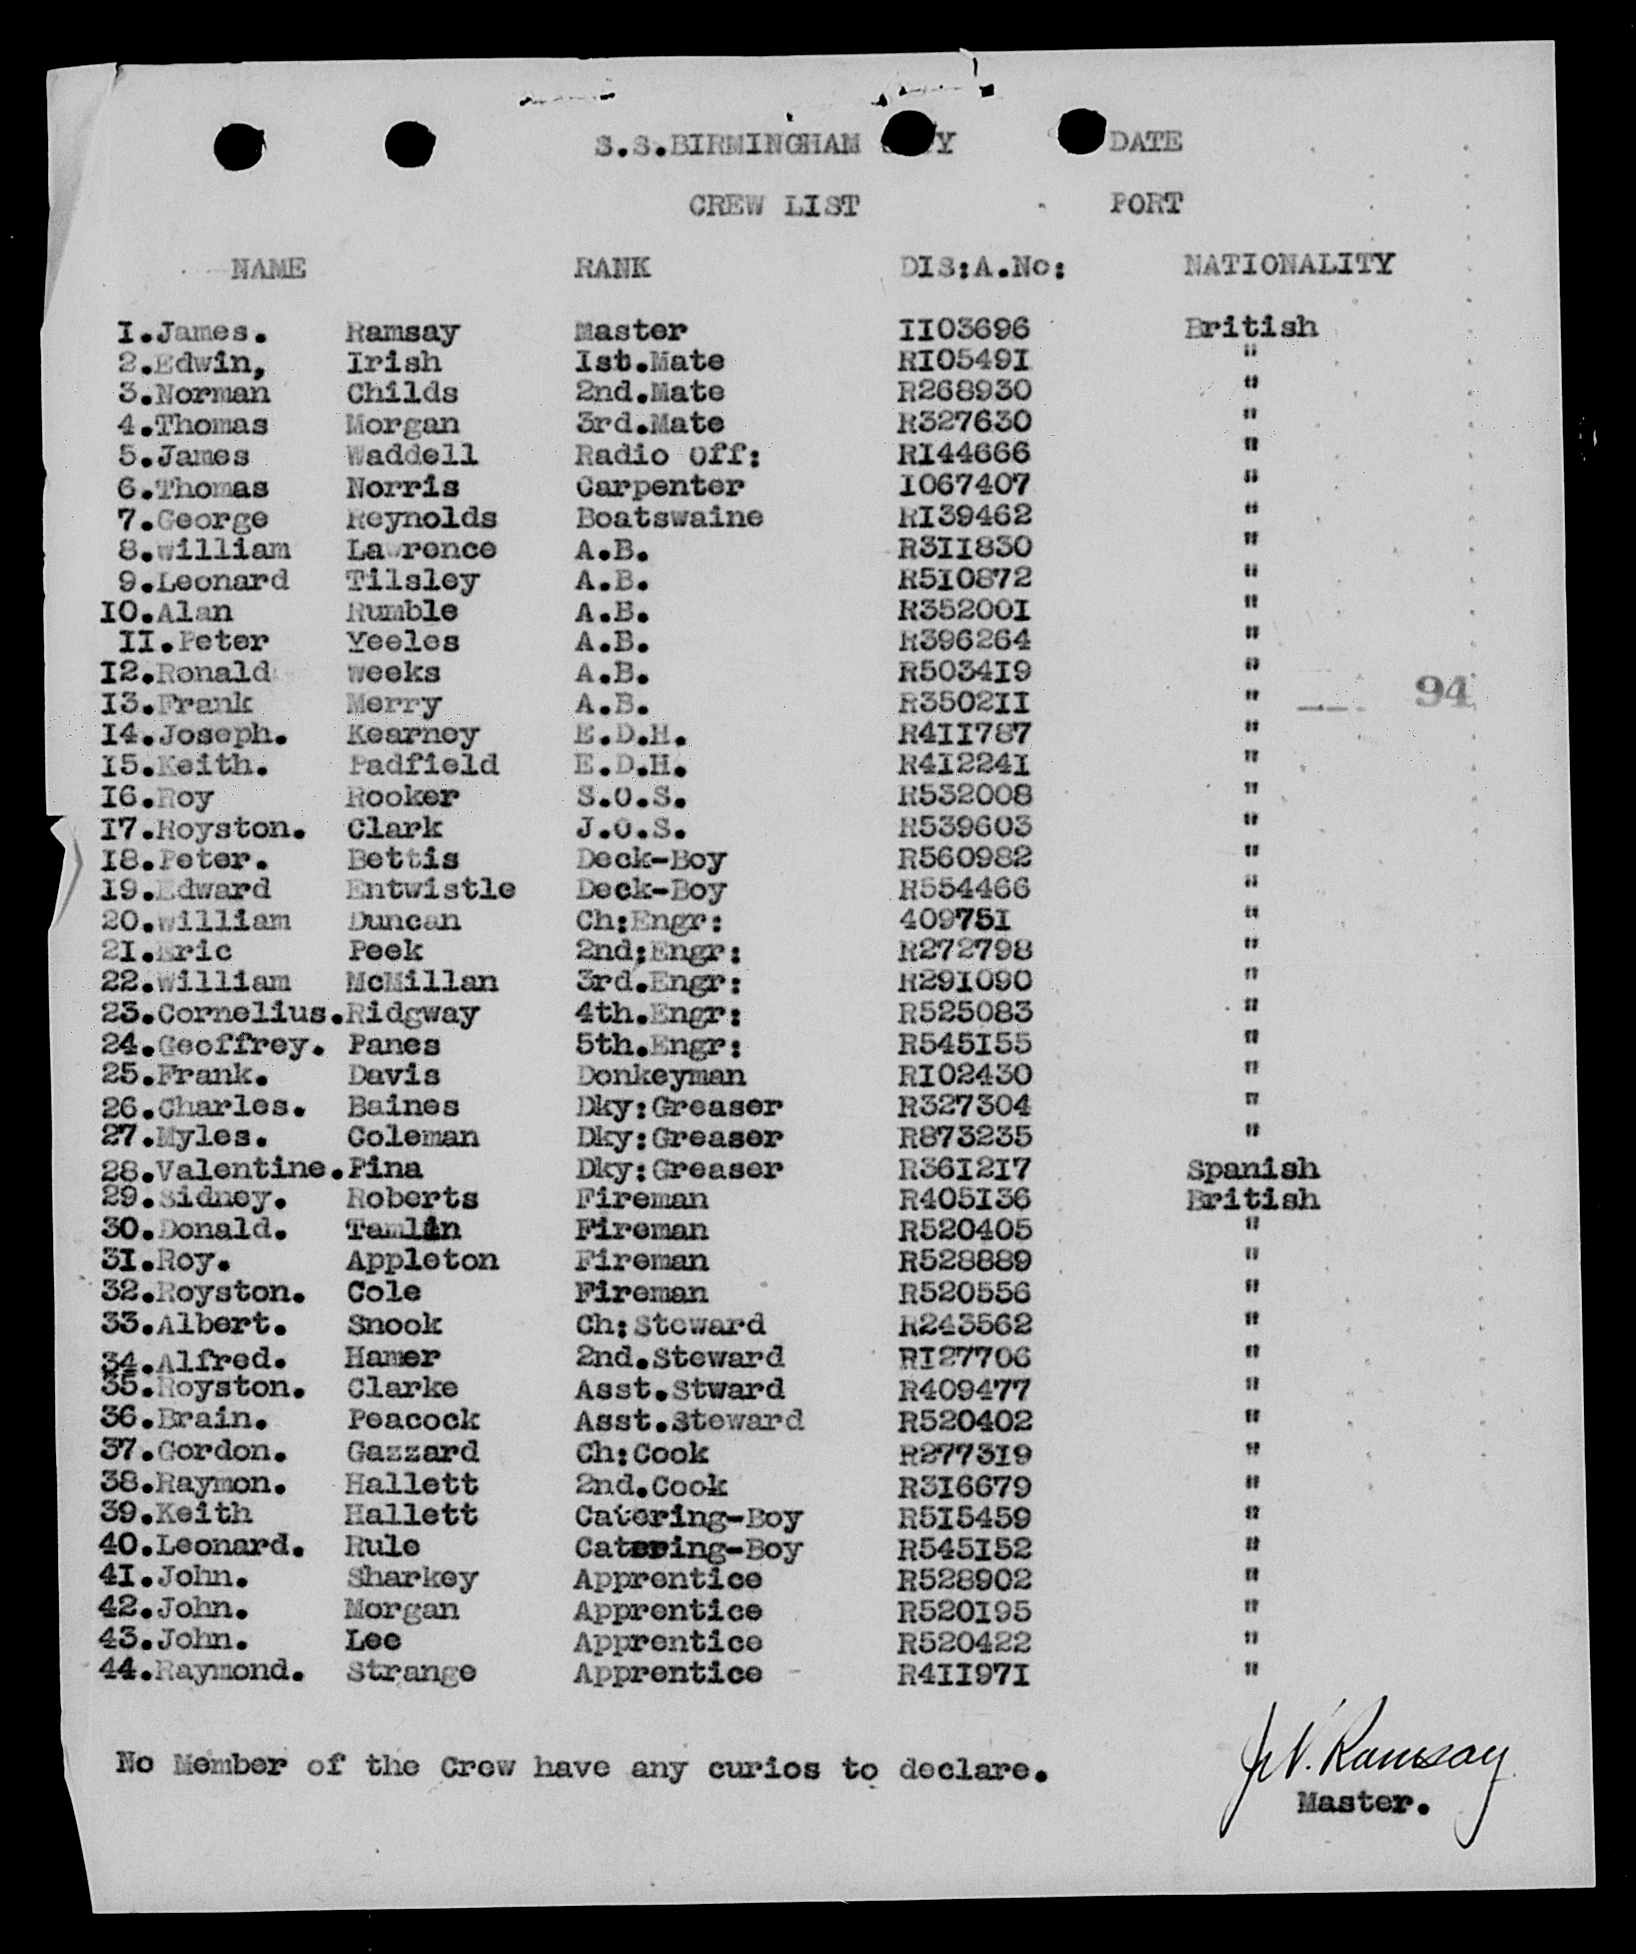 S.S.BIRMINGHAM DATE
CREW LIST PORT
NAME RANK DIS:A.No: NATIONALITY
I.James. Ramsay Master II03696 British
2.Edwin, Irish Ist.Mate RI0549I "
3.Norman Childs 2nd.Mate R268930 "
4.Thomas Morgan 3rd.Mate R327630 "
5.James Waddell Radio Off: RI44666 "
6.Thomas Norris Carpenter I067407 "
7.George Reynolds Boatswaine RI39462 "
8.William Lawrence A.B. R3II830 "
9.Leonard Tilsley A.B. R5I0872 "
IO.Alan Rumble A.B. R35200I "
II.Peter Yeeles A.B. R396264 "
I2.Ronald Weeks A.B. R5034I9 "
I3.Frank Merry A.B. R3502II " 94
I4.Joseph. Kearney E.D.H. R4II787 "
I5.Keith. Padfield E.D.H. R4I224I "
I6.Roy Rooker S.O.S. R532008 "
I7.Royston. Clark J.O.S. R539603 "
I8.Peter. Bettis Deck-Boy R560982 "
I9.Edward Entwistle Deck-Boy R554466 "
20.William Duncan Ch:Engr: 40975I "
2I.Eric Peek 2nd:Engr: R272798 "
22.William McMillan 3rd.Engr: R29I090 "
23.Cornelius.Ridgway 4th.Engr: R525083 "
24.Geoffrey. Panes 5th.Engr: R545I55 "
25.Frank. Davis Donkeyman RI02430 "
26.Charles. Baines Dky:Greaser R327304 "
27.Myles. Coleman Dky:Greaser R873235 "
28.Valentine.Pina Dky:Greaser R36I2I7 Spanish
29.Sidney. Roberts Fireman R405I36 British
30.Donald. Tamlin Fireman R520405 "
3I.Roy. Appleton Fireman R528889 "
32.Royston. Cole Fireman R520556 "
33.Albert. Snook Ch:Steward R243562 "
34.Alfred. Hamer 2nd.Steward RI27706 "
35.Royston. Clarke Asst.Stward R409477 "
36.Brain. Peacock Asst.Steward R520402 "
37.Gordon. Gazzard Ch:Cook R2773I9 "
38.Raymon. Hallett 2nd.Cook R3I6679 "
39.Keith Hallett Catering-Boy R5I5459 "
40.Leonard. Rule Catering-Boy R545I52 "
4I.John. Sharkey Apprentice R528902 "
42.John. Morgan Apprentice R520I95 "
43.John. Lee Apprentice R520422 "
44.Raymond. Strange Apprentice R4II97I "
No Member of the Crew have any curios to declare. Ramsay
Master.